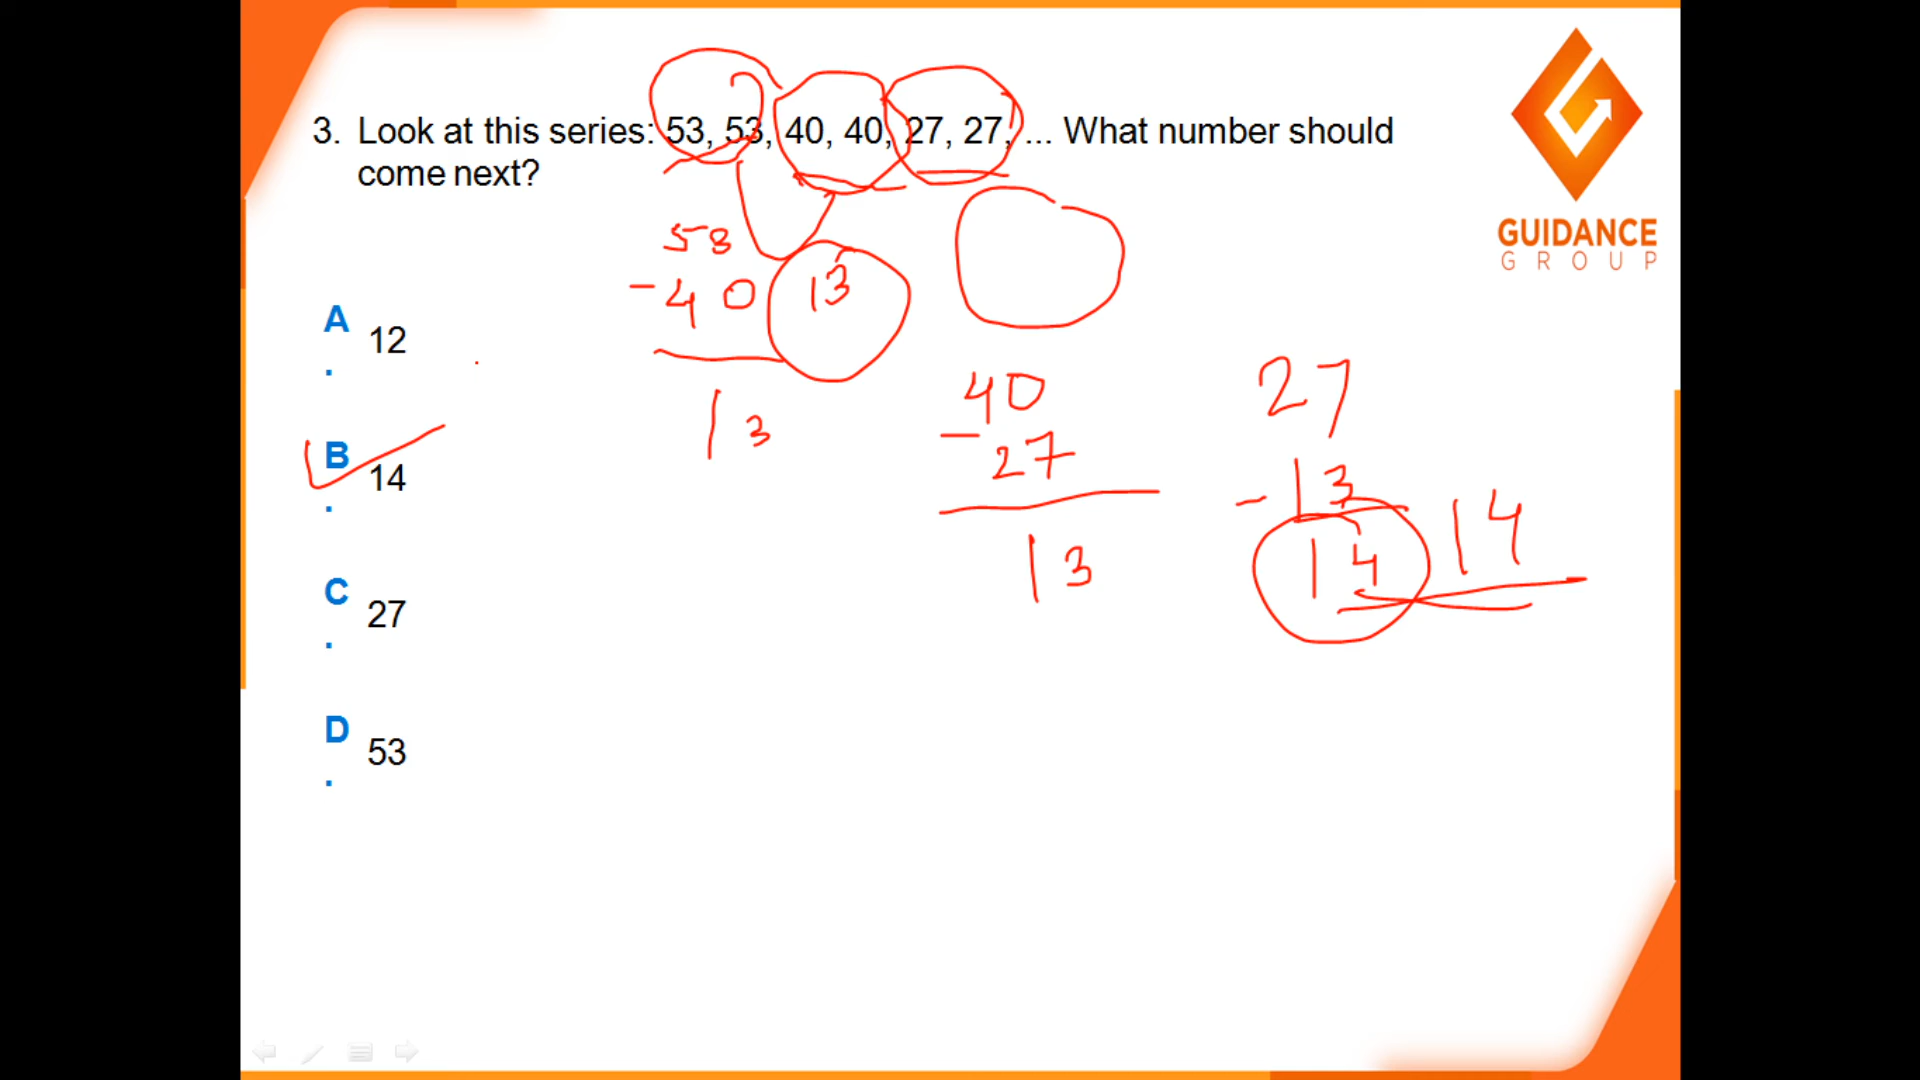 3. Look at this series: 53, 53, 40, 40, 27, 27, ... What number should
come next?
GUIDANCE
GROUP
53
- 40
13
13
A
.
12
B
.
14
C
.
27
D
.
53
40
- 27
13
27
- 13
14
14